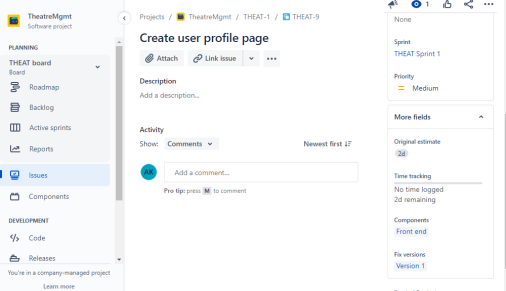 TheatreMgmt
Software project
PLANNING
THEAT board
Board
Roadmap
Backlog
Active sprints
Reports
Issues
Components
DEVELOPMENT
Code
Releases
You're in a company-managed project
Learn more
Projects / TheatreMgmt / THEAT-1 / THEAT-9
Create user profile page
Attach
Link issue
Description
Add a description...
Activity
Show: Comments
Newest first
AK
Add a comment...
Pro tip: press M to comment
1
None
Sprint
THEAT Sprint 1
Priority
Medium
More fields
Original estimate
2d
Time tracking
No time logged
2d remaining
Components
Front end
Fix versions
Version 1